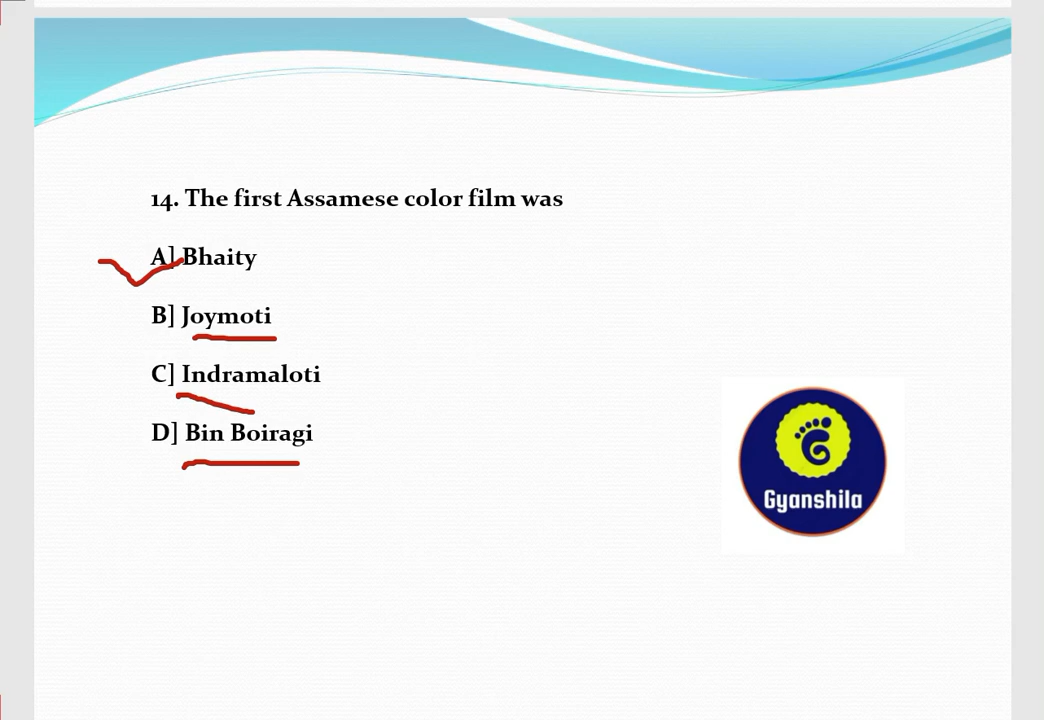 14. The first Assamese color film was
A] Bhaity
B] Joymoti
C] Indramaloti
D] Bin Boiragi
Gyanshila